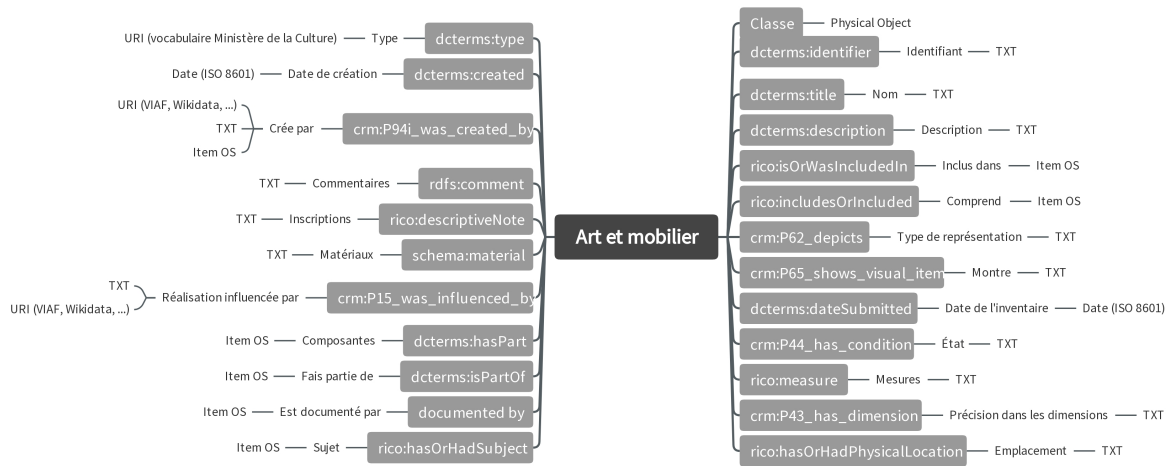 Art et mobilier
Classe — Physical Object
dcterms:identifier — Identifiant — TXT
dcterms:title — Nom — TXT
dcterms:description — Description — TXT
rico:isOrWasIncludedIn — Inclus dans — Item OS
rico:includesOrIncluded — Comprend — Item OS
crm:P62_depicts — Type de représentation — TXT
crm:P65_shows_visual_item — Montre — TXT
dcterms:dateSubmitted — Date de l'inventaire — Date (ISO 8601)
crm:P44_has_condition — État — TXT
rico:measure — Mesures — TXT
crm:P43_has_dimension — Précision dans les dimensions — TXT
rico:hasOrHadPhysicalLocation — Emplacement — TXT
URI (vocabulaire Ministère de la Culture) — Type — dcterms:type
Date (ISO 8601) — Date de création — dcterms:created
URI (VIAF, Wikidata, ...)
TXT — Crée par — crm:P94i_was_created_by
Item OS
TXT — Commentaires — rdfs:comment
TXT — Inscriptions — rico:descriptiveNote
TXT — Matériaux — schema:material
TXT
Réalisation influencée par — crm:P15_was_influenced_by
URI (VIAF, Wikidata, ...)
Item OS — Composantes — dcterms:hasPart
Item OS — Fais partie de — dcterms:isPartOf
Item OS — Est documenté par — documented by
Item OS — Sujet — rico:hasOrHadSubject